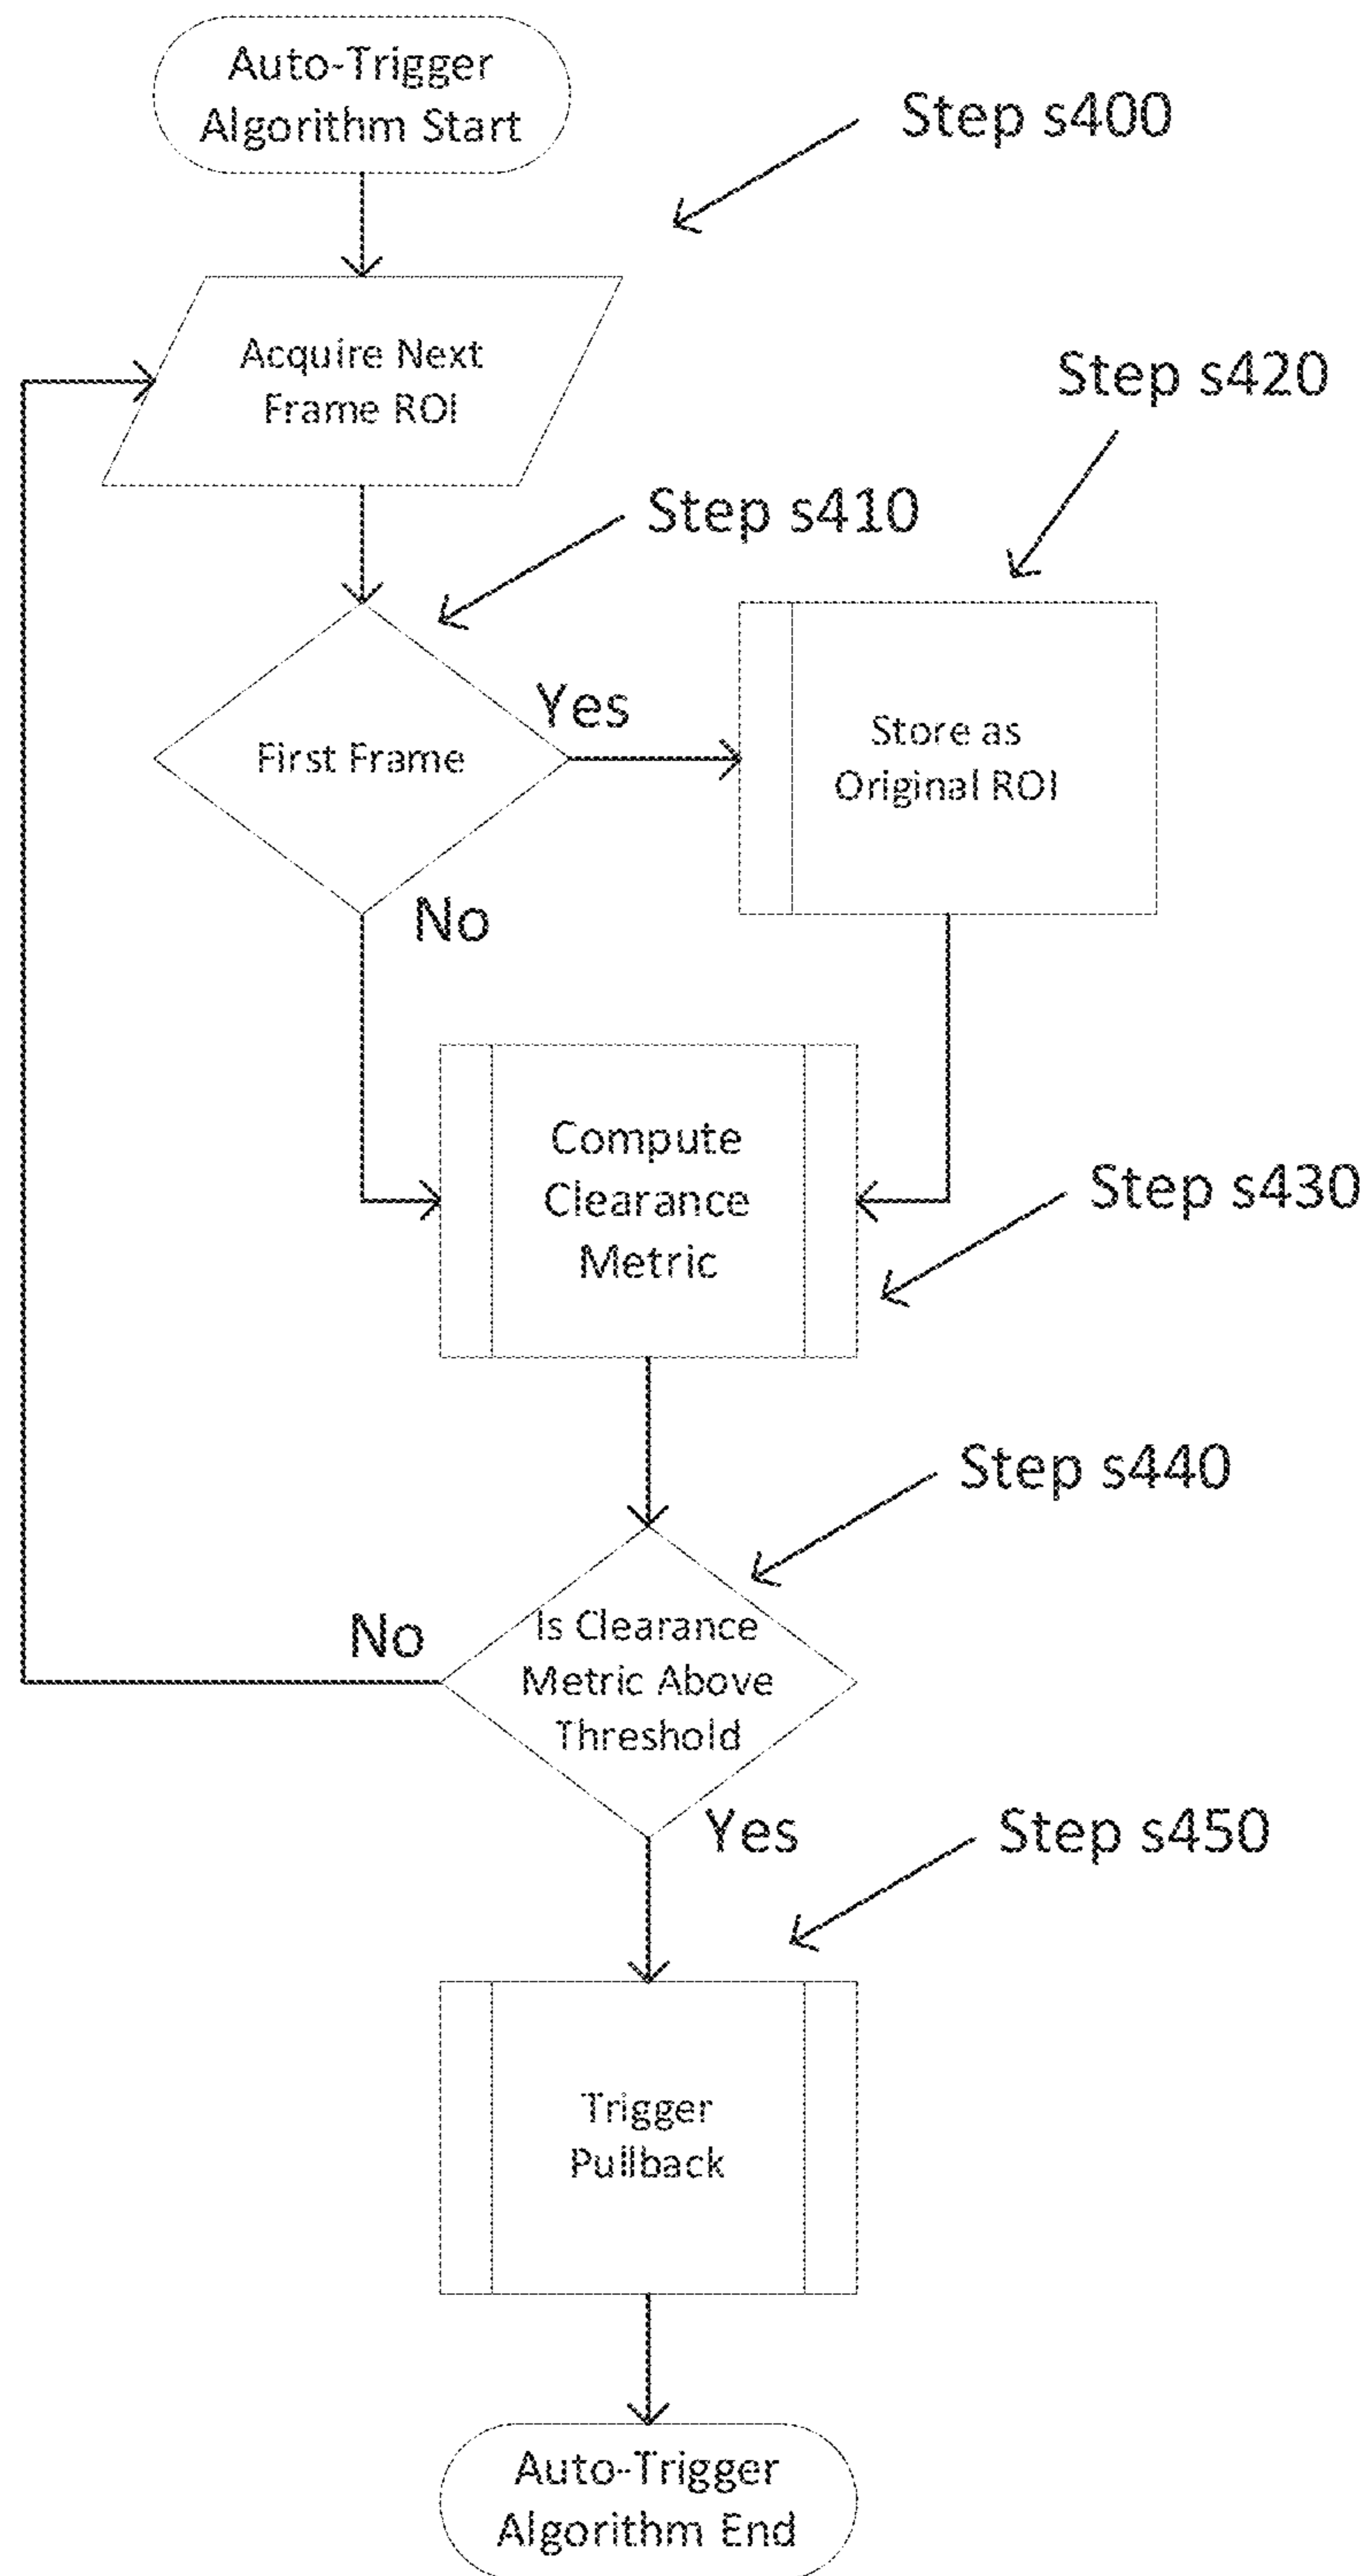 Auto-Trigger
Algorithm Start
Step s400
Acquire Next
Frame ROI
Step s420
Step s410
Yes
First Frame
Store as
Original ROI
No
Compute
Clearance
Metric
Step s430
Step s440
No
Is Clearance
Metric Above
Threshold
Yes
Step s450
Trigger
Pullback
Auto-Trigger
Algorithm End